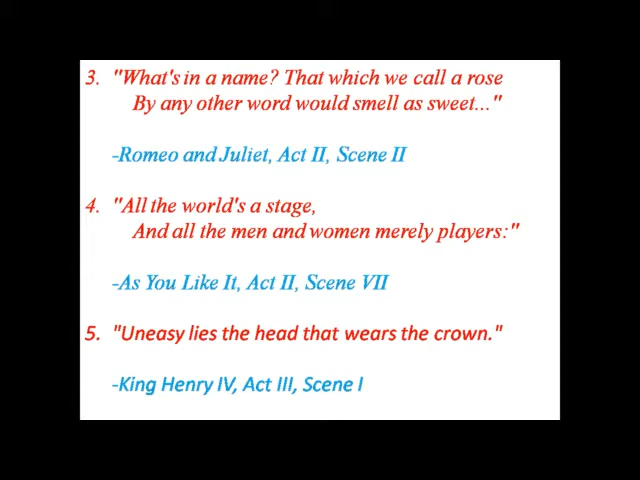 3. "What's in a name? That which we call a rose
By any other word would smell as sweet..."
-Romeo and Juliet, Act II, Scene II
4. "All the world's a stage,
And all the men and women merely players:"
-As You Like It, Act II, Scene VII
5. "Uneasy lies the head that wears the crown."
-King Henry IV, Act III, Scene I